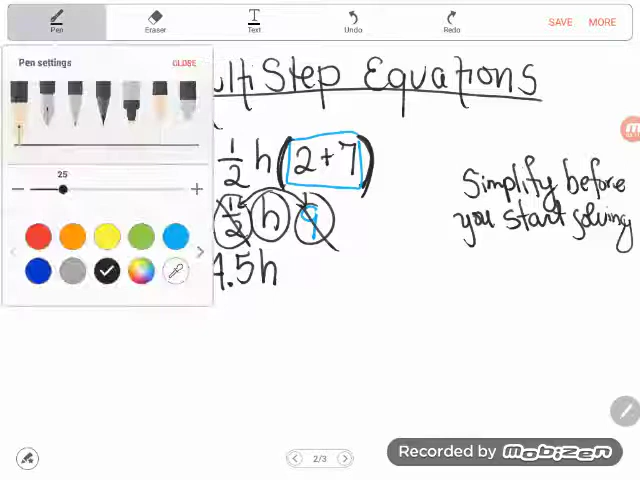 Pen
Eraser
Text
Undo
Redo
SAVE
MORE
Pen settings
CLOSE
Step Equations
25
1/2 h (2 + 7)
1/2 h 9
4.5h
Simplify before
you start solving
2/3
Recorded by mobizen